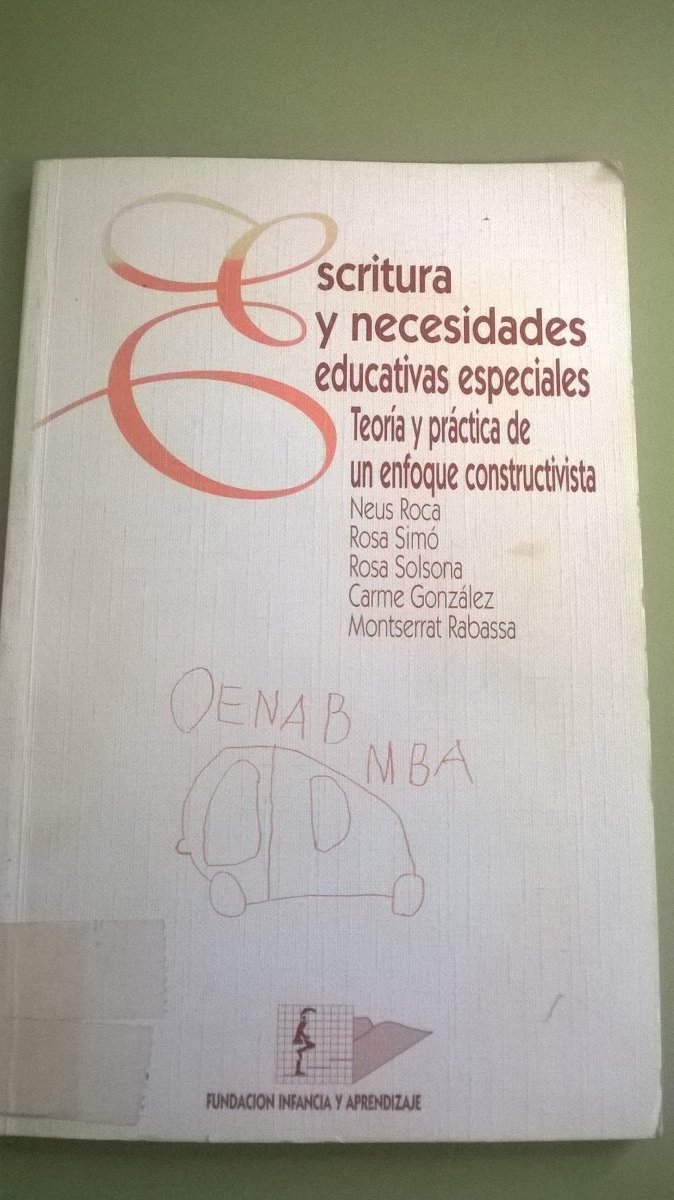 Escritura
y necesidades
educativas especiales
Teoría y práctica de
un enfoque constructivista
Neus Roca
Rosa Simó
Rosa Solsona
Carme González
Montserrat Rabassa
OENAB
MBA
FUNDACION INFANCIA Y APRENDIZAJE